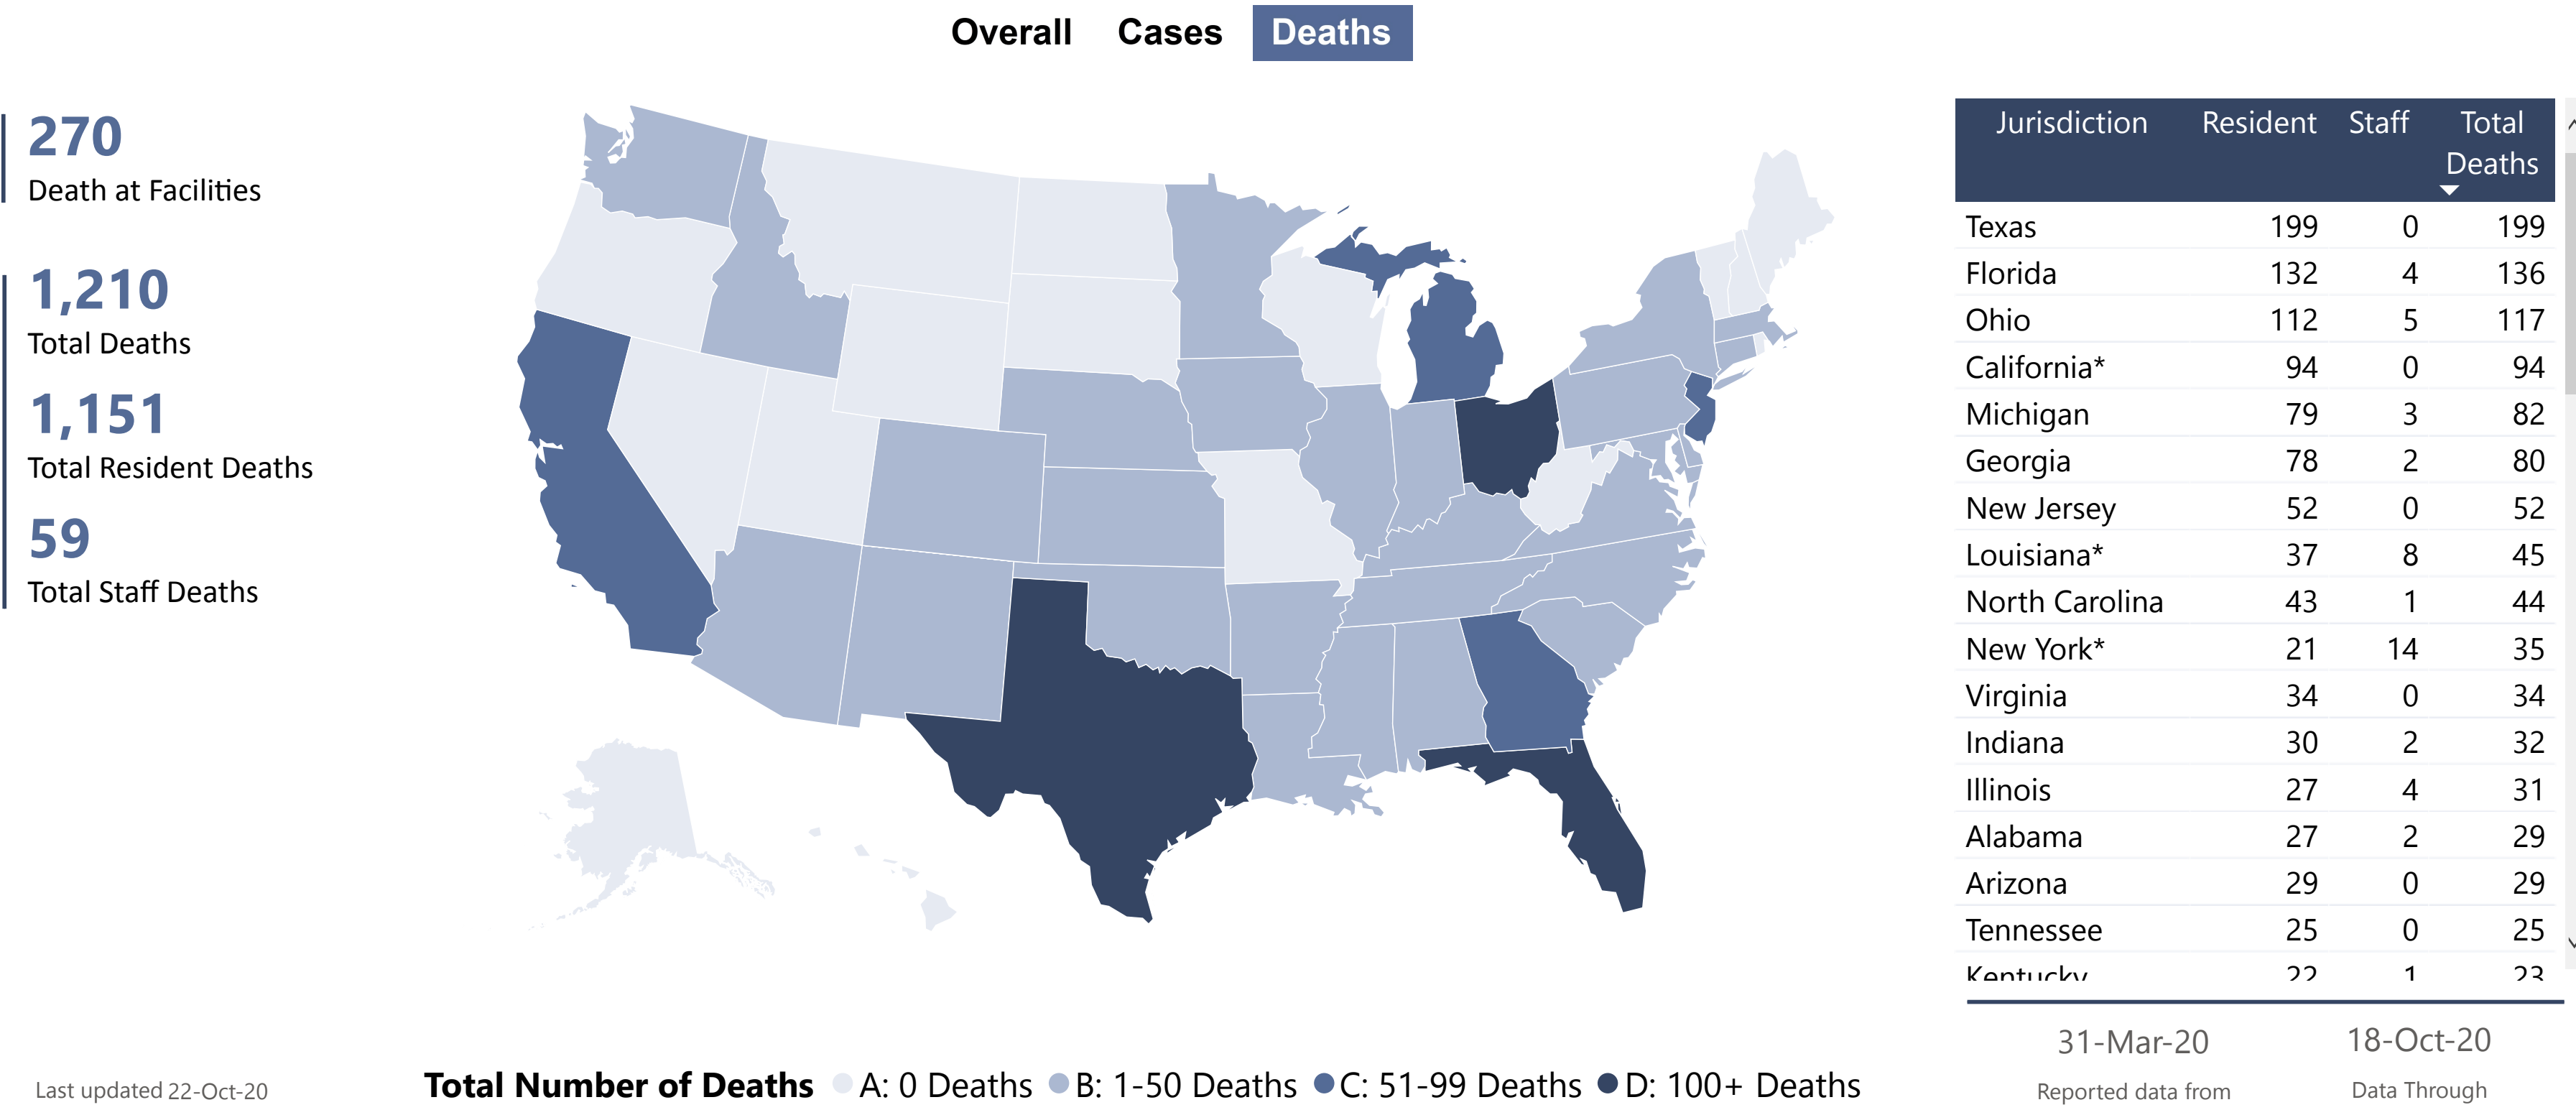 Overall Cases Deaths
270
Death at Facilities
1,210
Total Deaths
1,151
Total Resident Deaths
59
Total Staff Deaths
Last updated 22-Oct-20
Total Number of Deaths A: 0 Deaths B: 1-50 Deaths C: 51-99 Deaths D: 100+ Deaths
Jurisdiction Resident Staff Total
Deaths
Texas 199 0 199
Florida 132 4 136
Ohio 112 5 117
California* 94 0 94
Michigan 79 3 82
Georgia 78 2 80
New Jersey 52 0 52
Louisiana* 37 8 45
North Carolina 43 1 44
New York* 21 14 35
Virginia 34 0 34
Indiana 30 2 32
Illinois 27 4 31
Alabama 27 2 29
Arizona 29 0 29
Tennessee 25 0 25
Kentucky 22 1 23
31-Mar-20 18-Oct-20
Reported data from Data Through